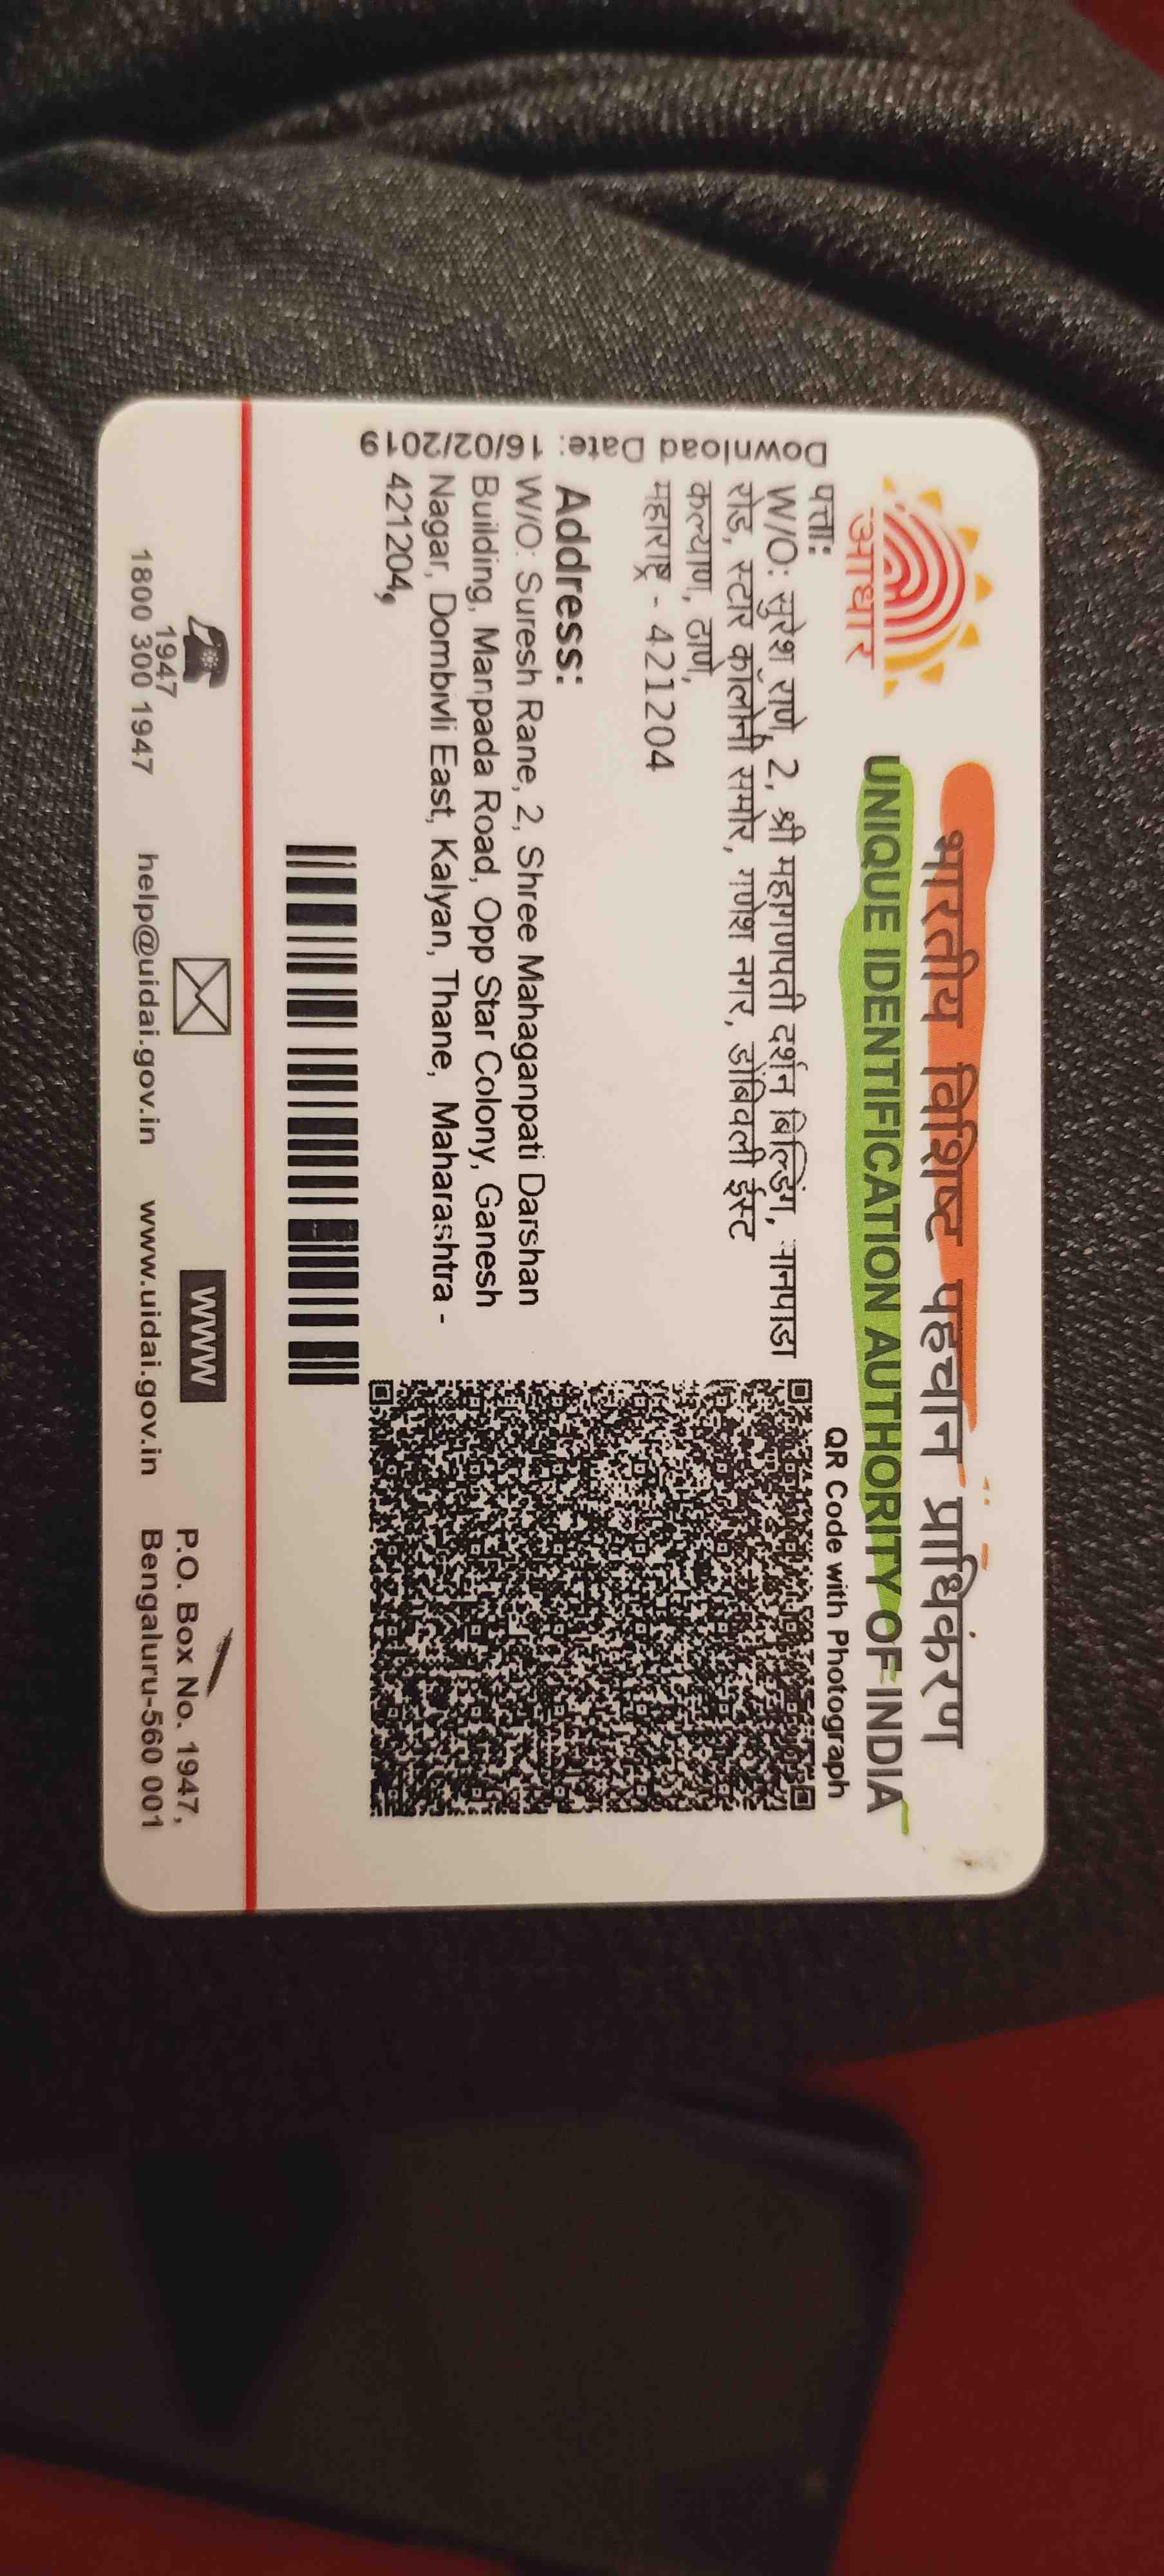 भारतीय विशिष्ट पहचान प्राधिकरण
UNIQUE IDENTIFICATION AUTHORITY OF INDIA
आधार
QR Code with Photograph
पत्ता:
W/O: सुरेश राणे, 2, श्री महागणपती दर्शन बिल्डिंग, मानपाडा
रोड, स्टार कॉलोनी समोर, गणेश नगर, डोंबिवली ईस्ट
कल्याण, ठाणे,
महाराष्ट्र - 421204
Address:
W/O: Suresh Rane, 2, Shree Mahaganpati Darshan
Building, Manpada Road, Opp Star Colony, Ganesh
Nagar, Dombivli East, Kalyan, Thane, Maharashtra -
421204,
Download Date: 16/02/2019
1947
1800 300 1947
help@uidai.gov.in
WWW
www.uidai.gov.in
P.O. Box No. 1947,
Bengaluru-560 001